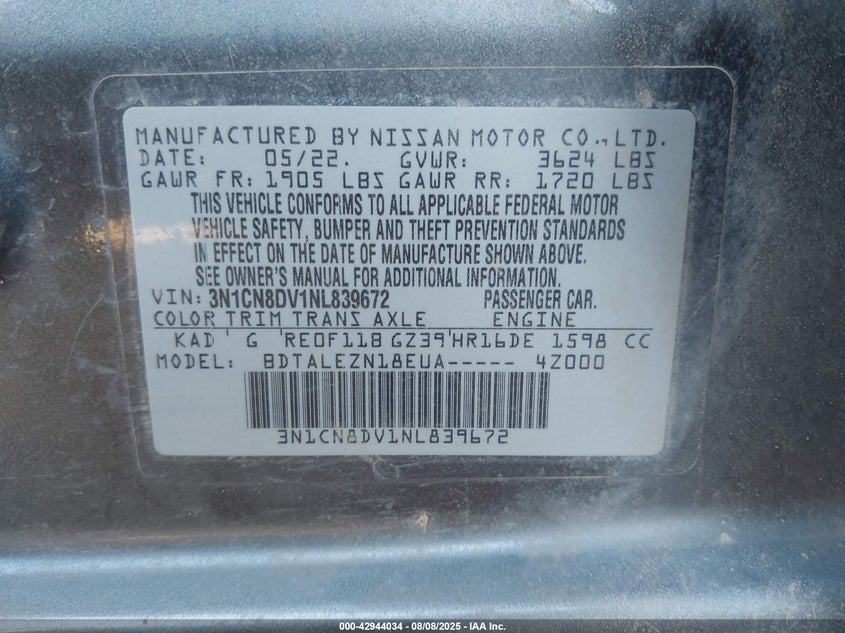 MANUFACTURED BY NISSAN MOTOR CO., LTD.
DATE: 05/22. GVWR: 3624 LBS
GAWR FR: 1905 LBS GAWR RR: 1720 LBS
THIS VEHICLE CONFORMS TO ALL APPLICABLE FEDERAL MOTOR
VEHICLE SAFETY, BUMPER AND THEFT PREVENTION STANDARDS
IN EFFECT ON THE DATE OF MANUFACTURE SHOWN ABOVE.
SEE OWNER'S MANUAL FOR ADDITIONAL INFORMATION.
VIN: 3N1CN8DV1NL839672 PASSENGER CAR.
COLOR TRIM TRANS AXLE ENGINE
KAD ' G 'RE0F11B GZ39'HR16DE 1598 CC
MODEL: BDTALEZN18EUA----- 4Z000
3N1CN8DV1NL839672
000-42944034 - 08/08/2025 - IAA Inc.